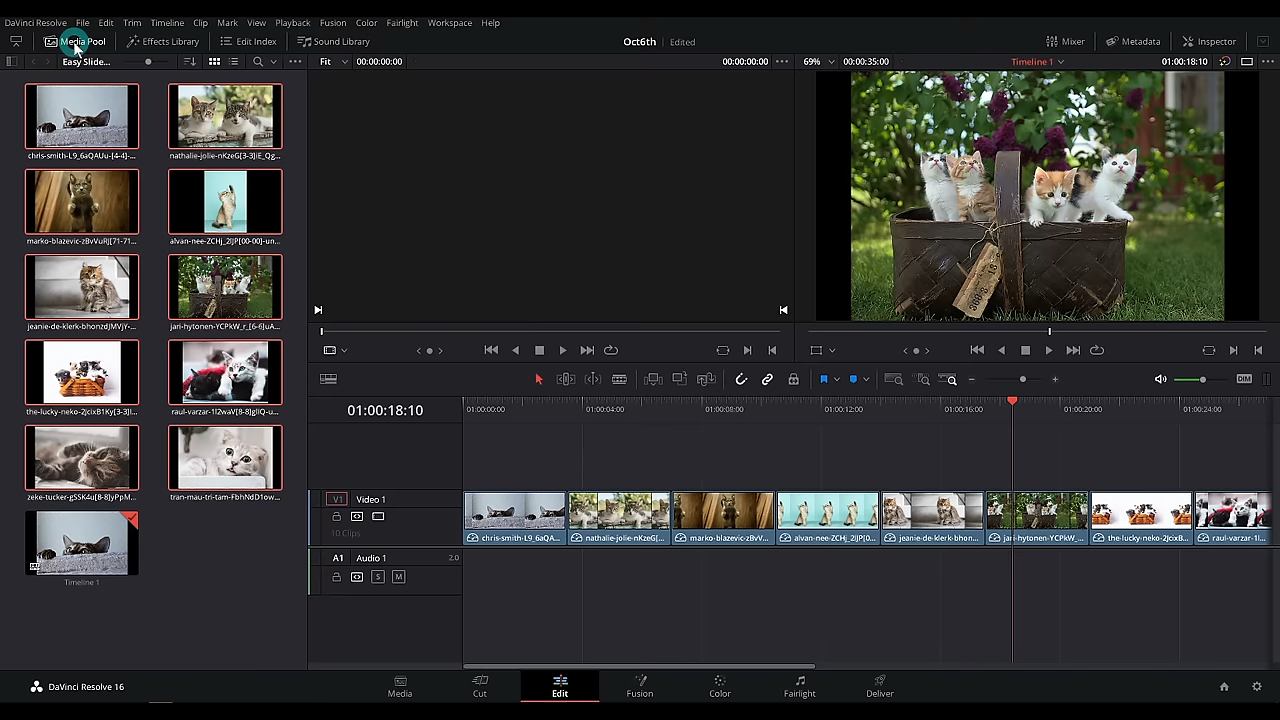 DaVinci Resolve File Edit Trim Timeline Clip Mark View Playback Fusion Color Fairlight Workspace Help
Media Pool Effects Library Edit Index Sound Library Oct6th Edited Mixer Metadata Inspector
Easy Slide... Fit 00:00:00:00 00:00:00:00 69% 00:00:35:00 Timeline 1 01:00:18:10
chris-smith-L9_6aQAUu-[4-4]-... nathalie-jolie-nKzeG[3-3]iE_Qg...
marko-blazevic-zBvVuRJ[71-71... alvan-nee-ZCHj_2lJP[00-00]-un...
jeanie-de-klerk-bhonzdJMVjY-... jari-hytonen-YCPkW_r_[6-6]uA...
the-lucky-neko-2JcixB1Ky[3-3]I... raul-varzar-1l2waV[8-8]glIQ-u...
zeke-tucker-gSSK4u[8-8]yPpM... tran-mau-tri-tam-FbhNdD1ow...
Timeline 1
DIM
01:00:18:10
01:00:00:00 01:00:04:00 01:00:08:00 01:00:12:00 01:00:16:00 01:00:20:00 01:00:24:00
V1 Video 1
10 Clips
chris-smith-L9_6aQA... nathalie-jolie-nKzeG[... marko-blazevic-zBvV... alvan-nee-ZCHj_2lJP[0... jeanie-de-klerk-bhon... jari-hytonen-YCPkW_... the-lucky-neko-2JcixB... raul-varzar-1l...
A1 Audio 1 2.0
S M
DaVinci Resolve 16 Media Cut Edit Fusion Color Fairlight Deliver